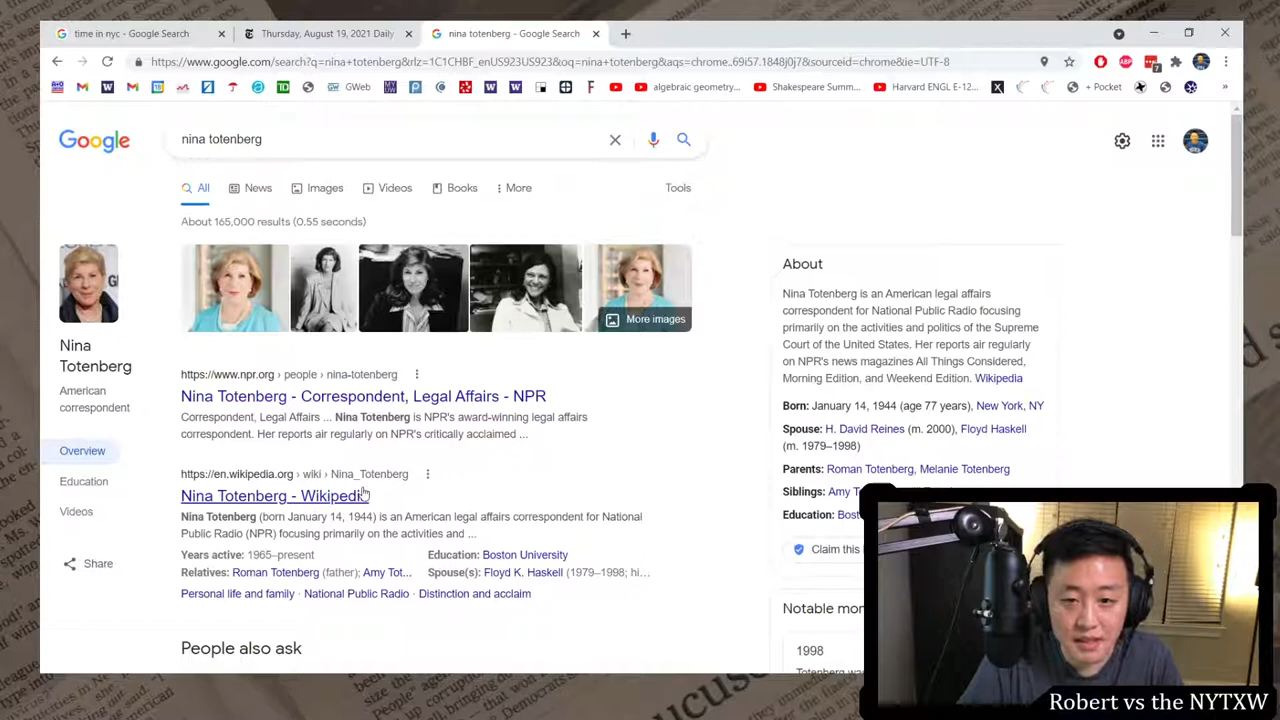 time in nyc - Google Search
Thursday, August 19, 2021 Daily
nina totenberg - Google Search
https://www.google.com/search?q=nina+totenberg&rlz=1C1CHBF_enUS923US923&oq=nina+totenberg&aqs=chrome..69i57.1848j0j7&sourceid=chrome&ie=UTF-8
GWeb
algebraic geometry...
Shakespeare Summ...
Harvard ENGL E-12...
+ Pocket
Google
nina totenberg
All
News
Images
Videos
Books
More
Tools
About 165,000 results (0.55 seconds)
More images
Nina
Totenberg
American
correspondent
Overview
Education
Videos
Share
https://www.npr.org › people › nina-totenberg
Nina Totenberg - Correspondent, Legal Affairs - NPR
Correspondent, Legal Affairs ... Nina Totenberg is NPR's award-winning legal affairs
correspondent. Her reports air regularly on NPR's critically acclaimed ...
https://en.wikipedia.org › wiki › Nina_Totenberg
Nina Totenberg - Wikipedia
Nina Totenberg (born January 14, 1944) is an American legal affairs correspondent for National
Public Radio (NPR) focusing primarily on the activities and ...
Years active: 1965–present
Education: Boston University
Relatives: Roman Totenberg (father); Amy Tot...
Spouse(s): Floyd K. Haskell (1979–1998; hi...
Personal life and family · National Public Radio · Distinction and acclaim
People also ask
About
Nina Totenberg is an American legal affairs
correspondent for National Public Radio focusing
primarily on the activities and politics of the Supreme
Court of the United States. Her reports air regularly
on NPR's news magazines All Things Considered,
Morning Edition, and Weekend Edition. Wikipedia
Born: January 14, 1944 (age 77 years), New York, NY
Spouse: H. David Reines (m. 2000), Floyd Haskell
(m. 1979–1998)
Parents: Roman Totenberg, Melanie Totenberg
Siblings: Amy
Education: Bost
Claim this
Notable mo
1998
Totenberg wa
Robert vs the NYTXW